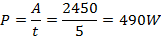 P = A/t = 2450/5 = 490W